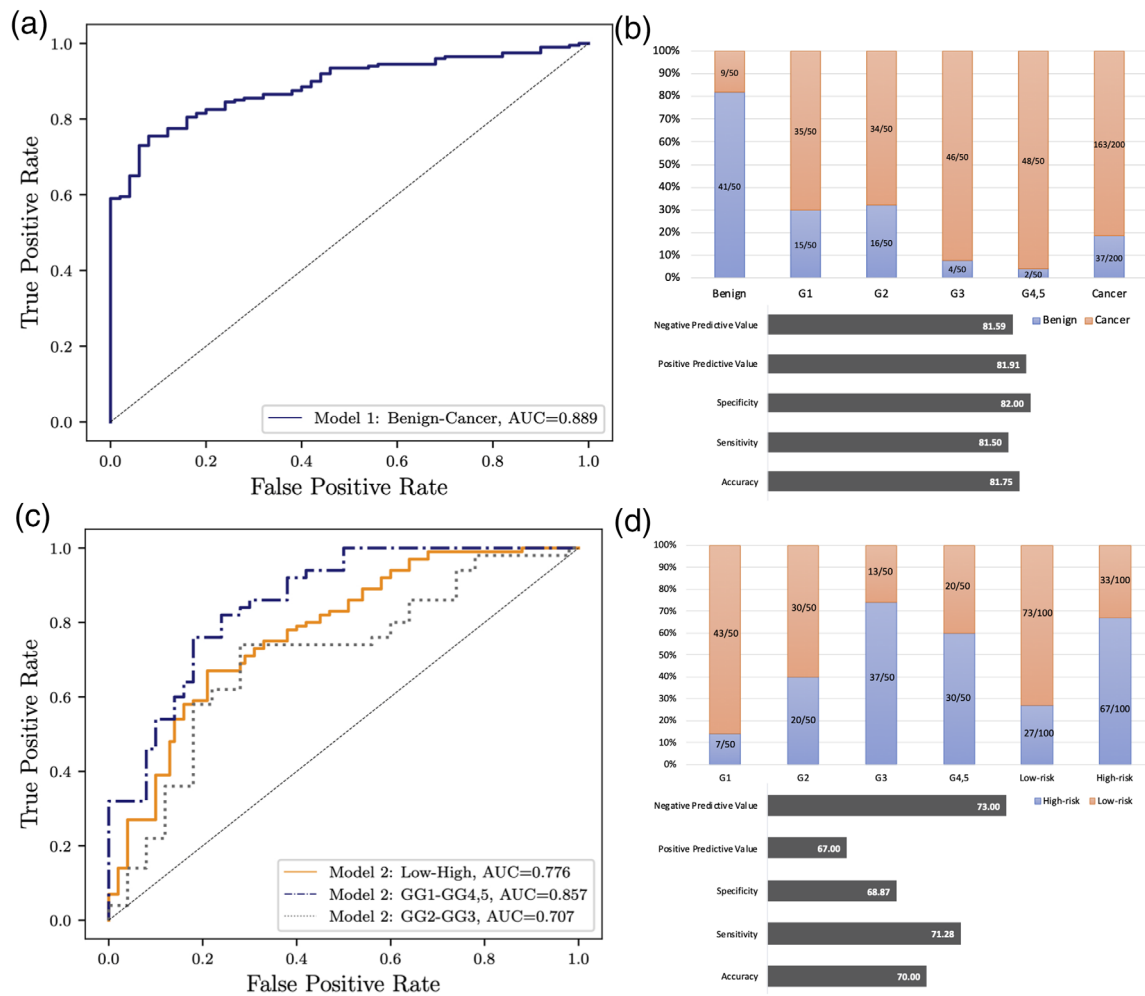 (a)
1.0
0.8
0.6
0.4
0.2
0.0
True Positive Rate
0.0 0.2 0.4 0.6 0.8 1.0
False Positive Rate
Model 1: Benign-Cancer, AUC=0.889
(b)
100%
90%
80%
70%
60%
50%
40%
30%
20%
10%
0%
9/50 35/50 34/50 46/50 48/50 163/200
41/50 15/50 16/50 4/50 2/50 37/200
Benign G1 G2 G3 G4,5 Cancer
Benign Cancer
Negative Predictive Value 81.59
Positive Predictive Value 81.91
Specificity 82.00
Sensitivity 81.50
Accuracy 81.75
(c)
1.0
0.8
0.6
0.4
0.2
0.0
True Positive Rate
0.0 0.2 0.4 0.6 0.8 1.0
False Positive Rate
Model 2: Low-High, AUC=0.776
Model 2: GG1-GG4,5, AUC=0.857
Model 2: GG2-GG3, AUC=0.707
(d)
100%
90%
80%
70%
60%
50%
40%
30%
20%
10%
0%
43/50 30/50 13/50 20/50 73/100 33/100
7/50 20/50 37/50 30/50 27/100 67/100
G1 G2 G3 G4,5 Low-risk High-risk
High-risk Low-risk
Negative Predictive Value 73.00
Positive Predictive Value 67.00
Specificity 68.87
Sensitivity 71.28
Accuracy 70.00